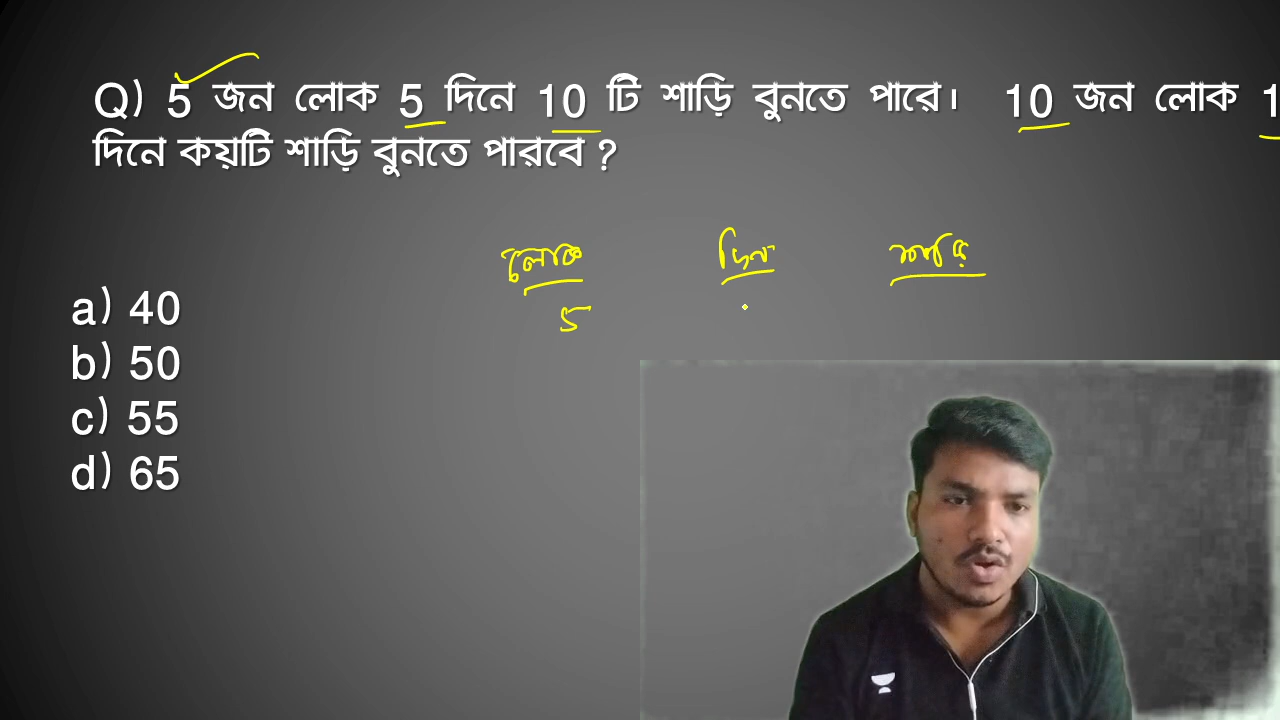 Q) 5 জন লোক 5 দিনে 10 টি শাড়ি বুনতে পারে। 10 জন লোক 1
দিনে কয়টি শাড়ি বুনতে পারবে ?
লোক দিন শাড়ি
5
a) 40
b) 50
c) 55
d) 65